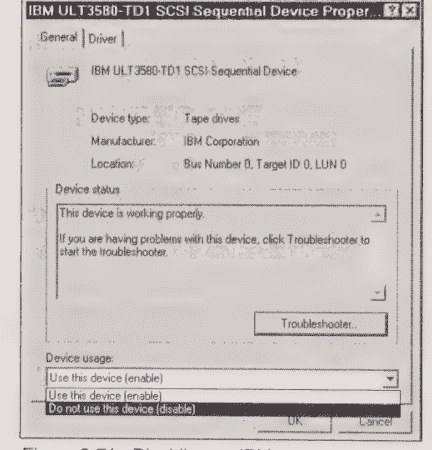 IBM ULT3580-TD1 SCSI Sequential Device Proper...
General
Driver
IBM ULT3580-TD1 SCSI Sequential Device
Device type: Tape drives
Manufacturer: IBM Corporation
Location: Bus Number 0, Target ID 0, LUN 0
Device status
This device is working properly.
If you are having problems with this device, click Troubleshooter to
start the troubleshooter.
Troubleshooter...
Device usage:
Use this device (enable)
Use this device (enable)
Do not use this device (disable)
OK
Cancel